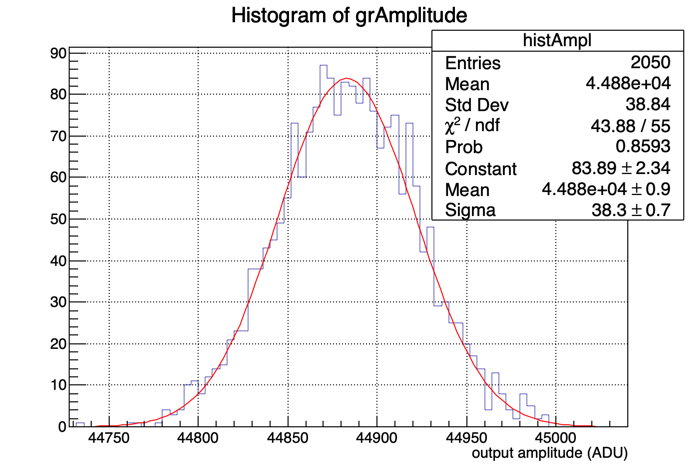 Histogram of grAmplitude
histAmpl
Entries 2050
Mean 4.488e+04
Std Dev 38.84
χ² / ndf 43.88 / 55
Prob 0.8593
Constant 83.89 ± 2.34
Mean 4.488e+04 ± 0.9
Sigma 38.3 ± 0.7
90
80
70
60
50
40
30
20
10
0
44750 44800 44850 44900 44950 45000
output amplitude (ADU)